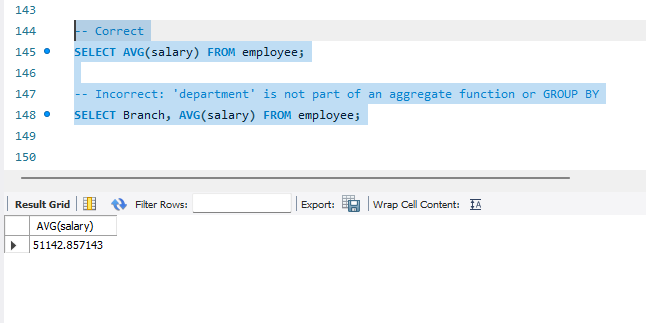 143
144 -- Correct
145 SELECT AVG(salary) FROM employee;
146
147 -- Incorrect: 'department' is not part of an aggregate function or GROUP BY
148 SELECT Branch, AVG(salary) FROM employee;
149
150
Result Grid Filter Rows: Export: Wrap Cell Content: IA
AVG(salary)
51142.857143